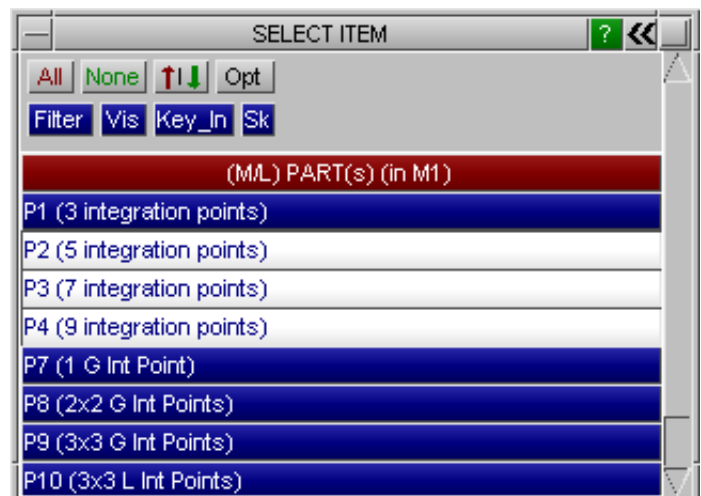 SELECT ITEM ?
All None Opt
Filter Vis Key_In Sk
(M/L) PART(s) (in M1)
P1 (3 integration points)
P2 (5 integration points)
P3 (7 integration points)
P4 (9 integration points)
P7 (1 G Int Point)
P8 (2x2 G Int Points)
P9 (3x3 G Int Points)
P10 (3x3 L Int Points)